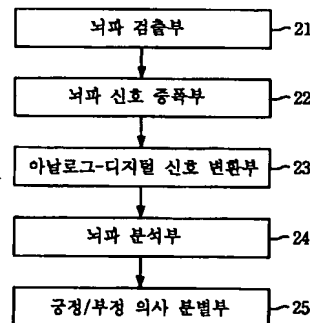 뇌파 검출부 21
뇌파 신호 증폭부 22
아날로그-디지털 신호 변환부 23
뇌파 분석부 24
긍정/부정 의사 분별부 25